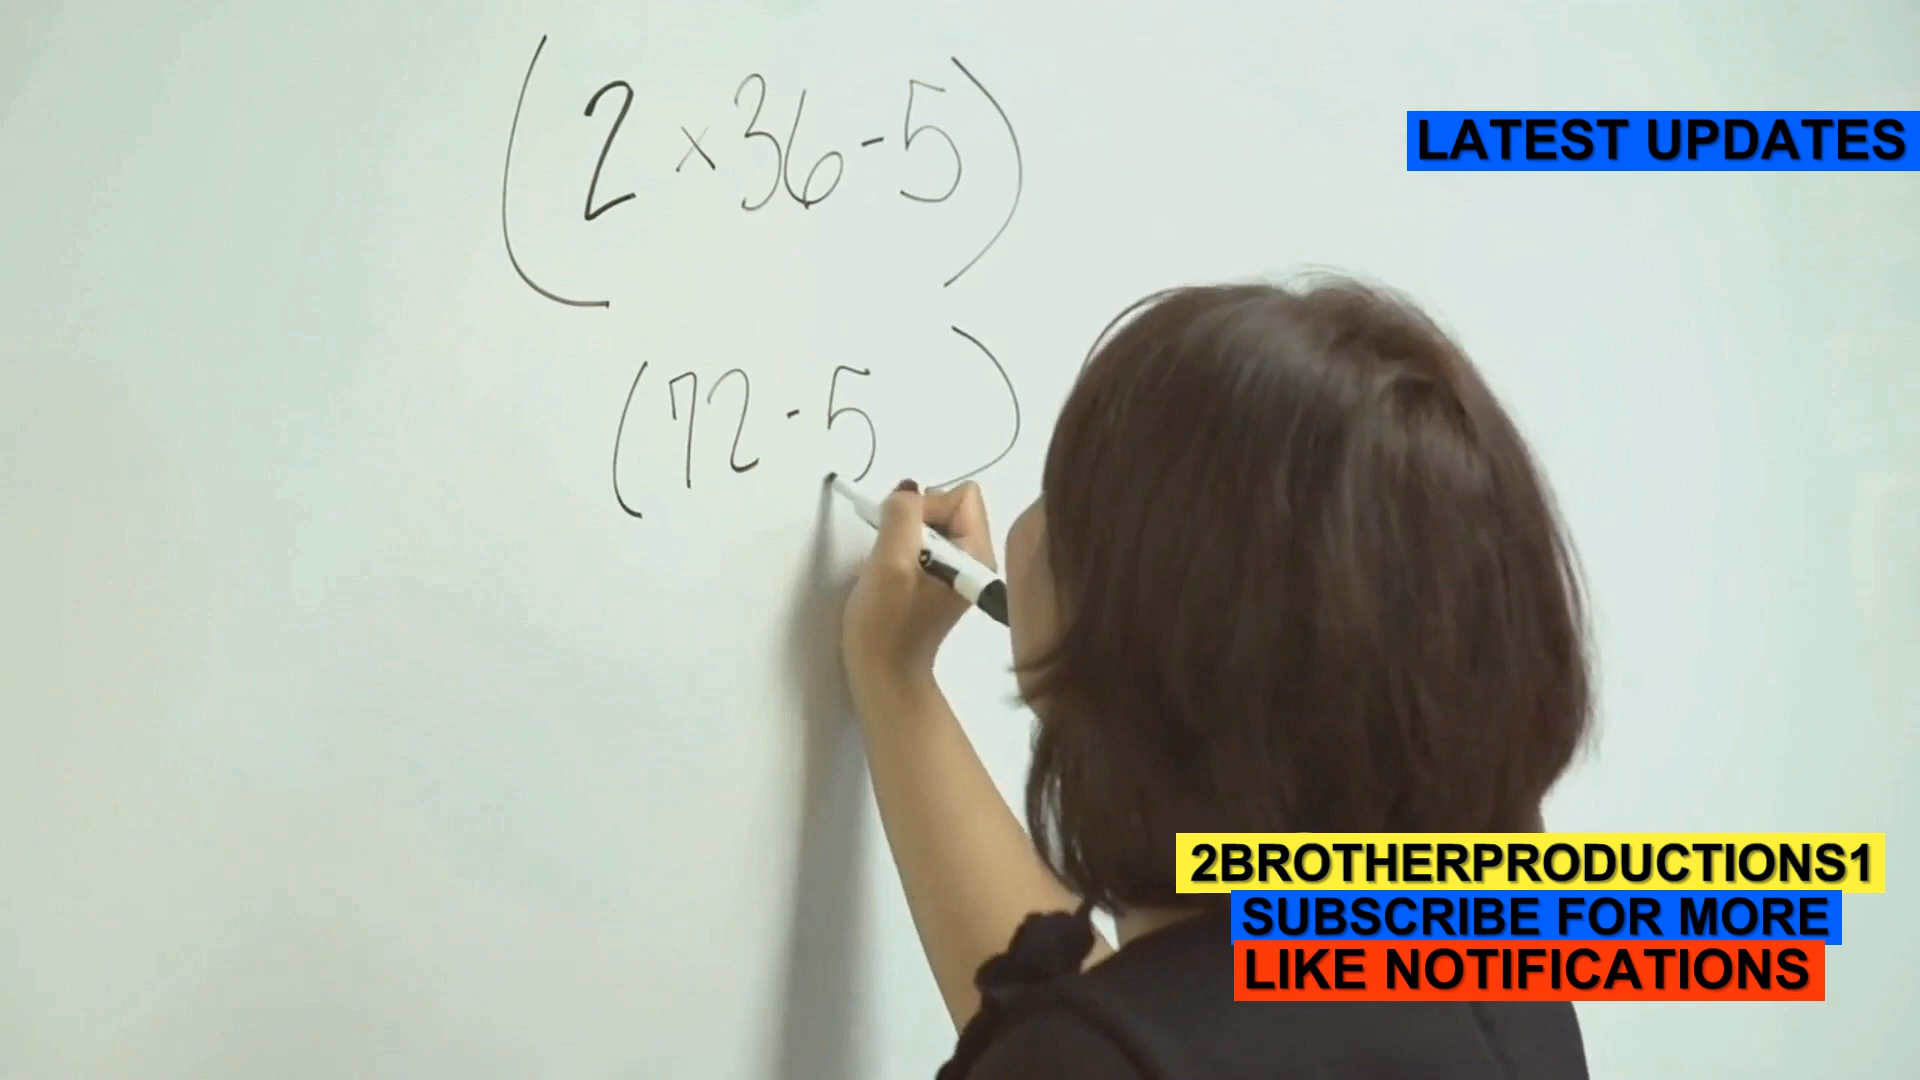 (2 × 36 - 5)
LATEST UPDATES
(72 - 5 )
2BROTHERPRODUCTIONS1
SUBSCRIBE FOR MORE
LIKE NOTIFICATIONS